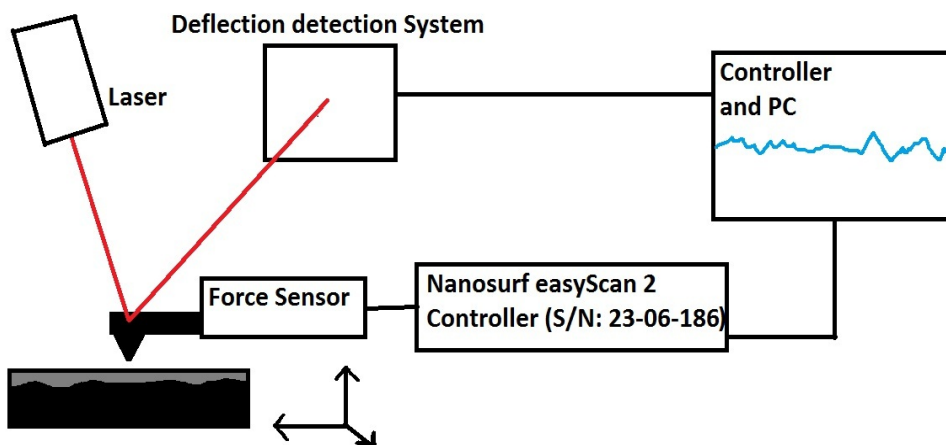 Deflection detection System
Laser
Controller
and PC
Force Sensor
Nanosurf easyScan 2
Controller (S/N: 23-06-186)